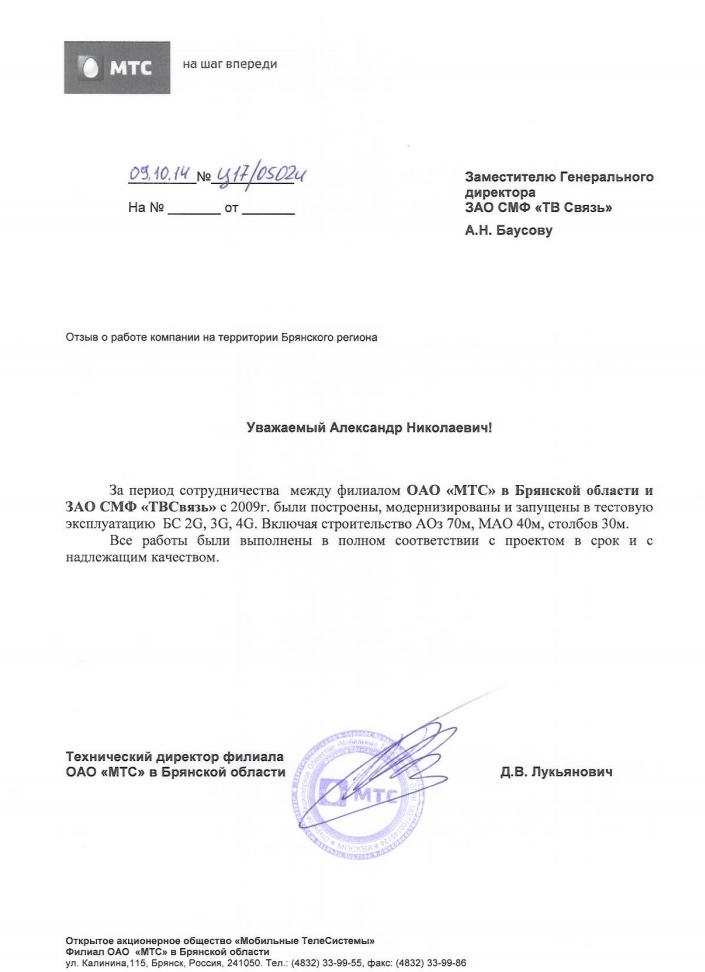 МТС
на шаг впереди
09.10.14 № Ц17/0502и
На № ________ от ________
Заместителю Генерального
директора
ЗАО СМФ «ТВ Связь»
А.Н. Баусову
Отзыв о работе компании на территории Брянского региона
Уважаемый Александр Николаевич!
За период сотрудничества между филиалом ОАО «МТС» в Брянской области и
ЗАО СМФ «ТВСвязь» с 2009г. были построены, модернизированы и запущены в тестовую
эксплуатацию БС 2G, 3G, 4G. Включая строительство АОз 70м, МАО 40м, столбов 30м.
Все работы были выполнены в полном соответствии с проектом в срок и с
надлежащим качеством.
Технический директор филиала
ОАО «МТС» в Брянской области
Д.В. Лукьянович
МТС
МОСКВА
Открытое акционерное общество «Мобильные ТелеСистемы»
Филиал ОАО «МТС» в Брянской области
ул. Калинина,115, Брянск, Россия, 241050. Тел.: (4832) 33-99-55, факс: (4832) 33-99-86